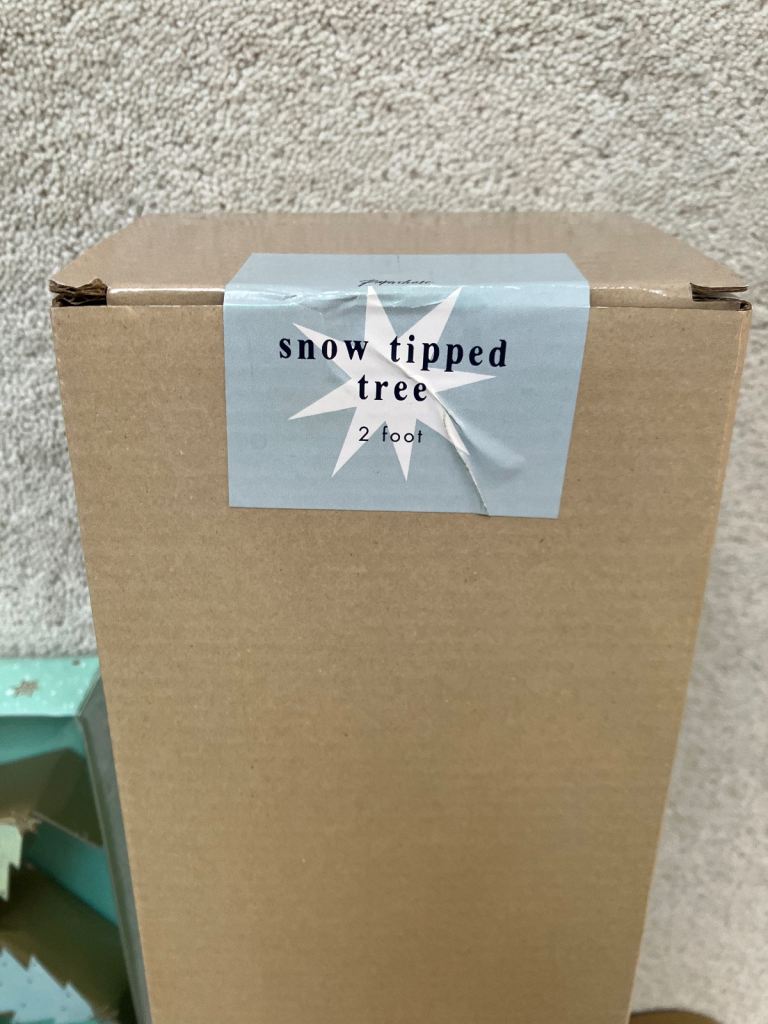 snow tipped
tree
2 foot